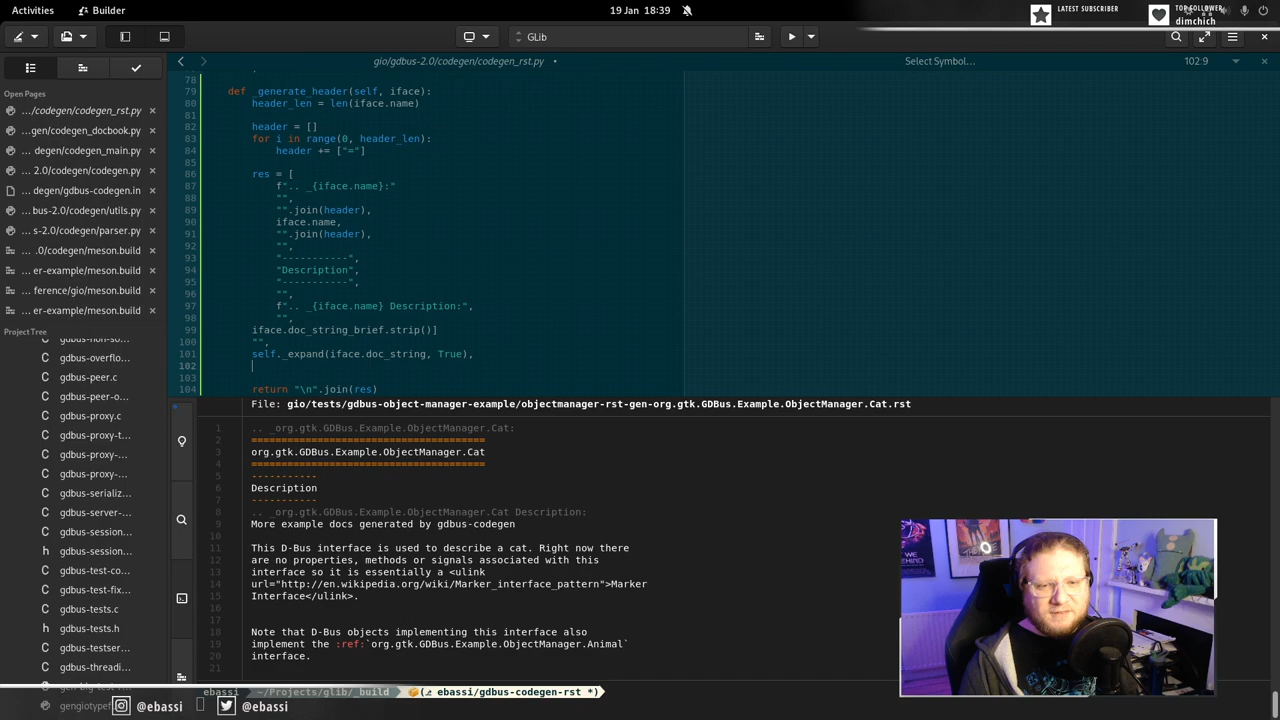 Activities
Builder
19 Jan 18:39
LATEST SUBSCRIBER
TOP FOLLOWER
dimchich
GLib
gio/gdbus-2.0/codegen/codegen_rst.py
Select Symbol…
102:9
Open Pages
…/codegen/codegen_rst.py
gen/codegen_docbook.py
degen/codegen_main.py
2.0/codegen/codegen.py
degen/gdbus-codegen.in
bus-2.0/codegen/utils.py
s-2.0/codegen/parser.py
… .0/codegen/meson.build
… er-example/meson.build
… ference/gio/meson.build
… er-example/meson.build
Project Tree
gdbus-non-so…
gdbus-overflo…
gdbus-peer.c
gdbus-peer-o…
gdbus-proxy.c
gdbus-proxy-t…
gdbus-proxy-…
gdbus-proxy-…
gdbus-serializ…
gdbus-server-…
gdbus-session…
gdbus-session…
gdbus-test-co…
gdbus-test-fix…
gdbus-tests.c
gdbus-tests.h
gdbus-testser…
gdbus-threadi…
gengiotypef
78
79 def _generate_header(self, iface):
80 header_len = len(iface.name)
81
82 header = []
83 for i in range(0, header_len):
84 header += ["="]
85
86 res = [
87 f".. _{iface.name}:"
88 "",
89 "".join(header),
90 iface.name,
91 "".join(header),
92 "",
93 "-----------",
94 "Description",
95 "-----------",
96 "",
97 f".. _{iface.name} Description:",
98 "",
99 iface.doc_string_brief.strip()]
100 "",
101 self._expand(iface.doc_string, True),
102
103
104 return "\n".join(res)
File: gio/tests/gdbus-object-manager-example/objectmanager-rst-gen-org.gtk.GDBus.Example.ObjectManager.Cat.rst
1 .. _org.gtk.GDBus.Example.ObjectManager.Cat:
2 =======================================
3 org.gtk.GDBus.Example.ObjectManager.Cat
4 =======================================
5 -----------
6 Description
7 -----------
8 .. _org.gtk.GDBus.Example.ObjectManager.Cat Description:
9 More example docs generated by gdbus-codegen
10
11 This D-Bus interface is used to describe a cat. Right now there
12 are no properties, methods or signals associated with this
13 interface so it is essentially a <ulink
14 url="http://en.wikipedia.org/wiki/Marker_interface_pattern">Marker
15 Interface</ulink>.
16
17
18 Note that D-Bus objects implementing this interface also
19 implement the :ref:`org.gtk.GDBus.Example.ObjectManager.Animal`
20 interface.
21
ebassi ~/Projects/glib/_build ebassi/gdbus-codegen-rst *)
@ebassi
@ebassi